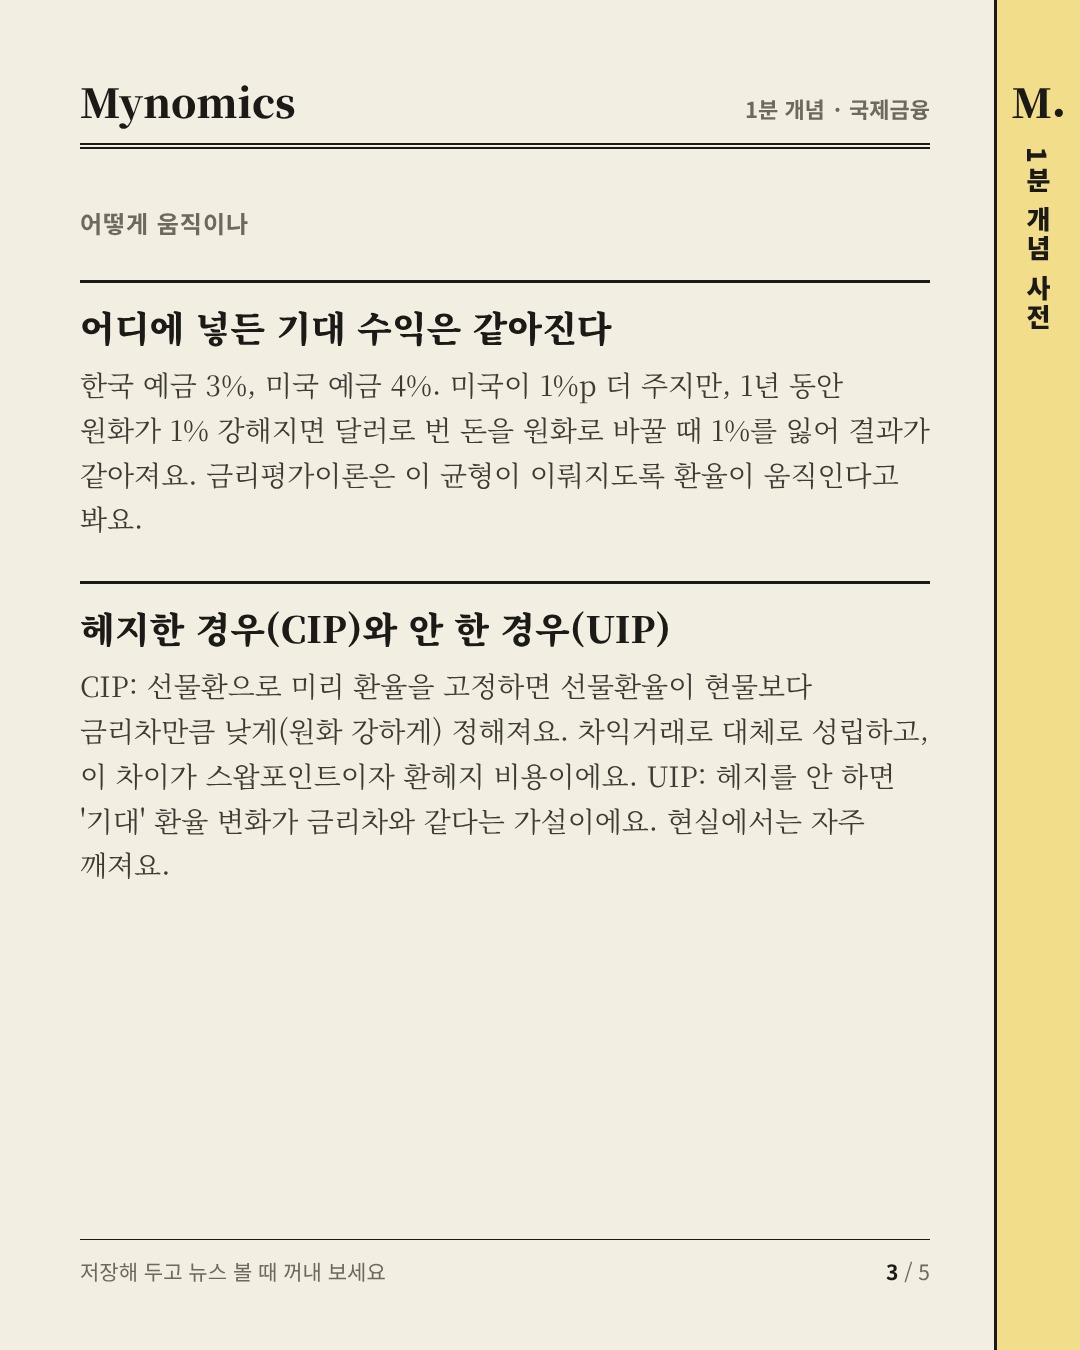 Mynomics
1분 개념 · 국제금융
어떻게 움직이나
어디에 넣든 기대 수익은 같아진다
한국 예금 3%, 미국 예금 4%. 미국이 1%p 더 주지만, 1년 동안
원화가 1% 강해지면 달러로 번 돈을 원화로 바꿀 때 1%를 잃어 결과가
같아져요. 금리평가이론은 이 균형이 이뤄지도록 환율이 움직인다고
봐요.
헤지한 경우(CIP)와 안 한 경우(UIP)
CIP: 선물환으로 미리 환율을 고정하면 선물환율이 현물보다
금리차만큼 낮게(원화 강하게) 정해져요. 차익거래로 대체로 성립하고,
이 차이가 스왑포인트이자 환헤지 비용이에요. UIP: 헤지를 안 하면
'기대' 환율 변화가 금리차와 같다는 가설이에요. 현실에서는 자주
깨져요.
저장해 두고 뉴스 볼 때 꺼내 보세요
3 / 5
M.
1분 개념 사전